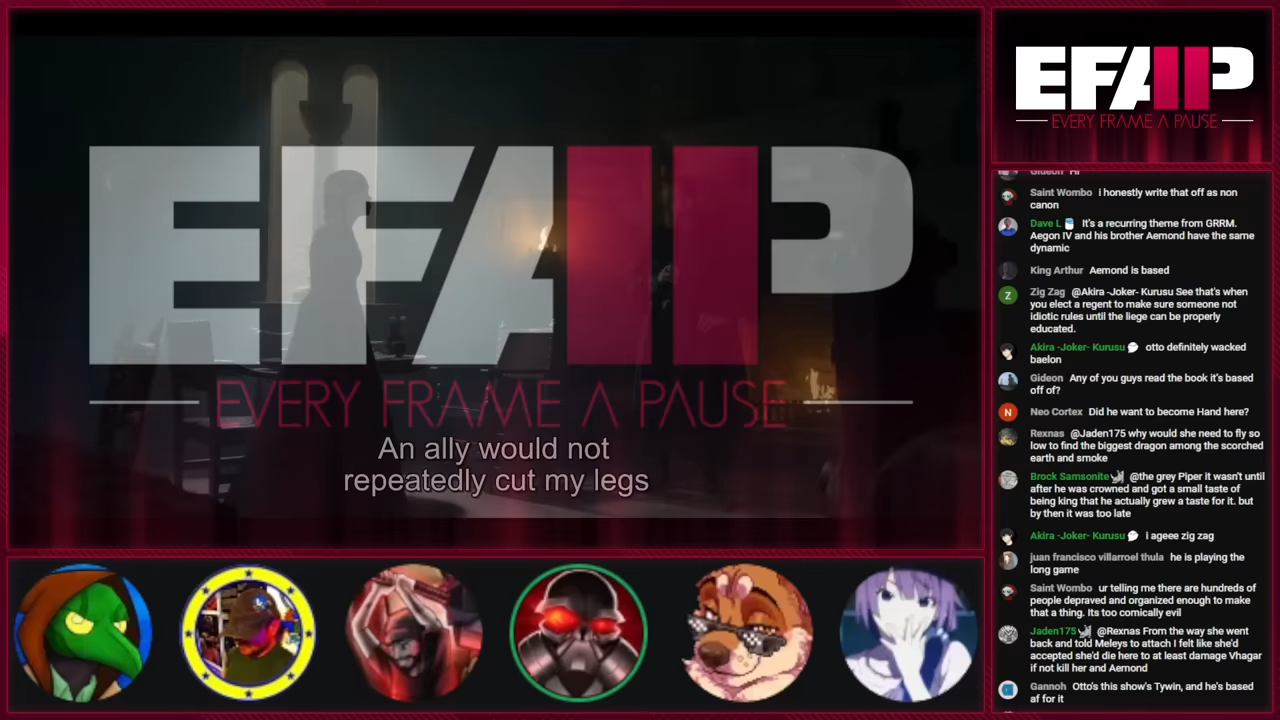 EFAP
EVERY FRAME A PAUSE
An ally would not
repeatedly cut my legs
EFAP
EVERY FRAME A PAUSE
Gideon Hi
Saint Wombo i honestly write that off as non
canon
Dave L It's a recurring theme from GRRM.
Aegon IV and his brother Aemond have the same
dynamic
King Arthur Aemond is based
Z
Zig Zag @Akira -Joker- Kurusu See that's when
you elect a regent to make sure someone not
idiotic rules until the liege can be properly
educated.
Akira -Joker- Kurusu otto definitely wacked
baelon
Gideon Any of you guys read the book it's based
off of?
N
Neo Cortex Did he want to become Hand here?
Rexnas @Jaden175 why would she need to fly so
low to find the biggest dragon among the scorched
earth and smoke
Brock Samsonite @the grey Piper it wasn't until
after he was crowned and got a small taste of
being king that he actually grew a taste for it. but
by then it was too late
Akira -Joker- Kurusu i ageee zig zag
juan francisco villarroel thula he is playing the
long game
Saint Wombo ur telling me there are hundreds of
people depraved and organized enough to make
that a thing. Its too comically evil
Jaden175 @Rexnas From the way she went
back and told Meleys to attach I felt like she'd
accepted she'd die here to at least damage Vhagar
if not kill her and Aemond
Gannoh Otto's this show's Tywin, and he's based
af for it